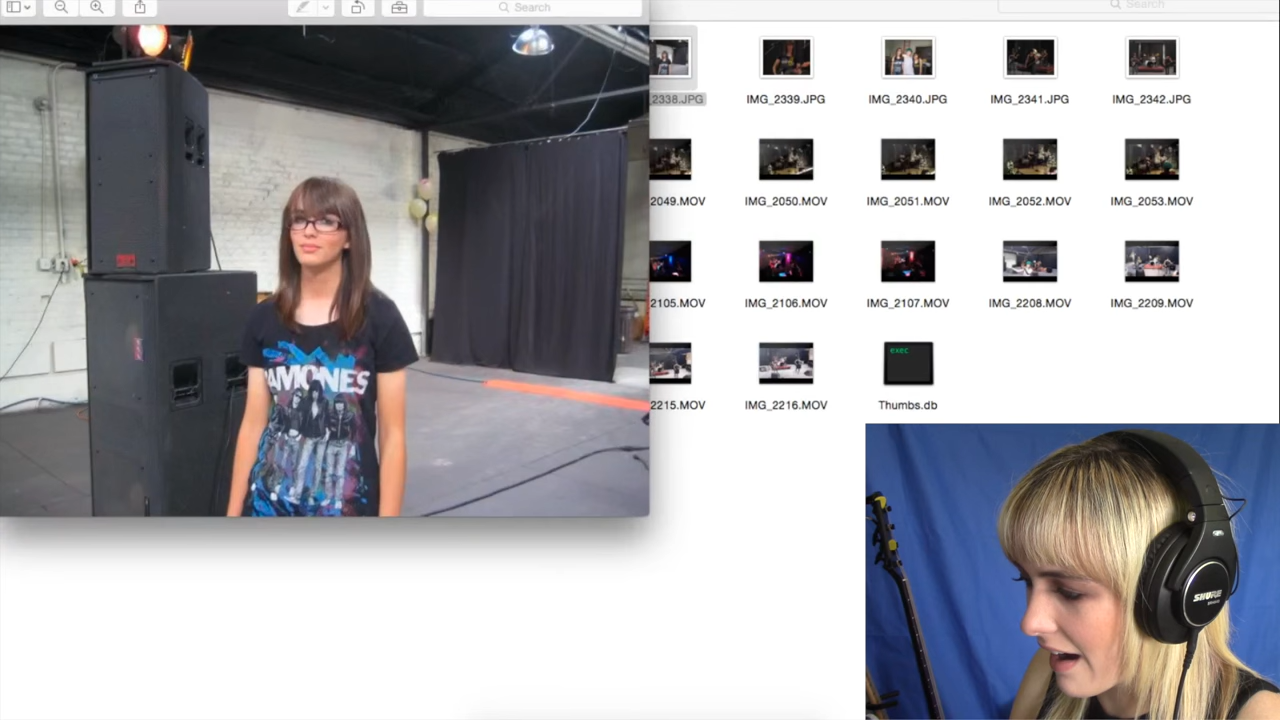 Search
Search
2338.JPG
IMG_2339.JPG
IMG_2340.JPG
IMG_2341.JPG
IMG_2342.JPG
2049.MOV
IMG_2050.MOV
IMG_2051.MOV
IMG_2052.MOV
IMG_2053.MOV
2105.MOV
IMG_2106.MOV
IMG_2107.MOV
IMG_2208.MOV
IMG_2209.MOV
exec
2215.MOV
IMG_2216.MOV
Thumbs.db
RAMONES
SHURE